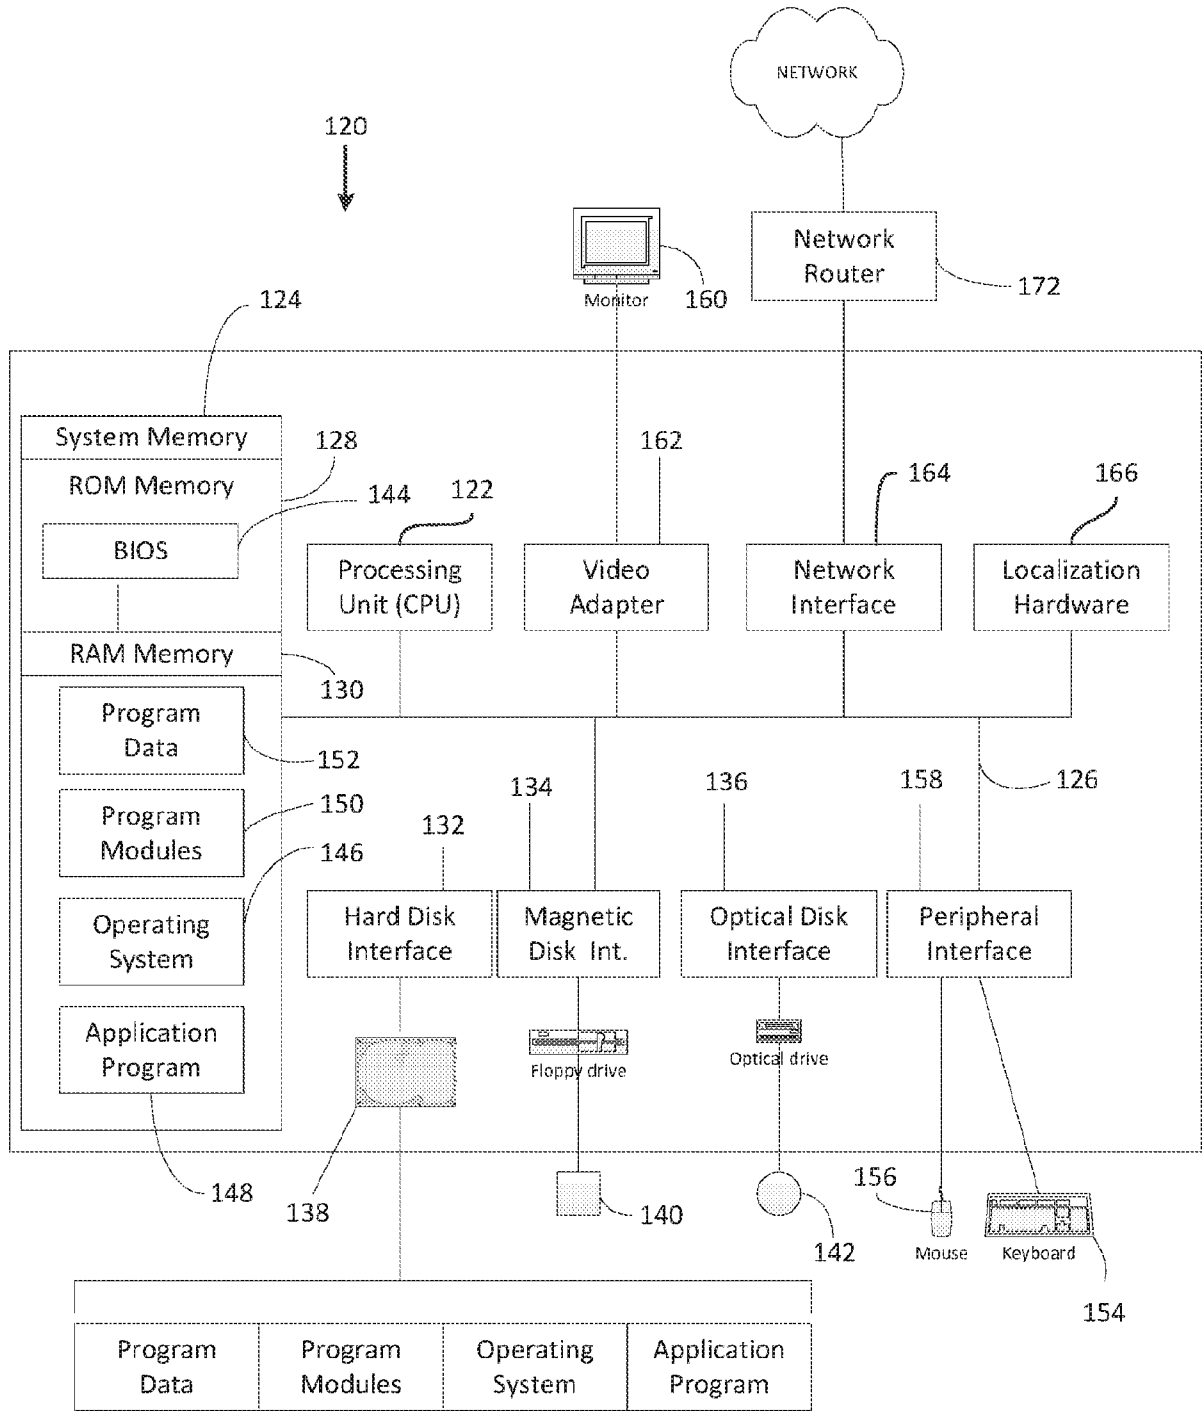 NETWORK
120
Network
Router
172
Monitor
160
124
System Memory
128
162
164
166
ROM Memory
144
122
BIOS
Processing
Unit (CPU)
Video
Adapter
Network
Interface
Localization
Hardware
RAM Memory
130
Program
Data
152
134
136
158
126
150
Program
Modules
132
146
Operating
System
Hard Disk
Interface
Magnetic
Disk Int.
Optical Disk
Interface
Peripheral
Interface
Application
Program
Floppy drive
Optical drive
148
138
140
142
156
Mouse
Keyboard
154
Program
Data
Program
Modules
Operating
System
Application
Program